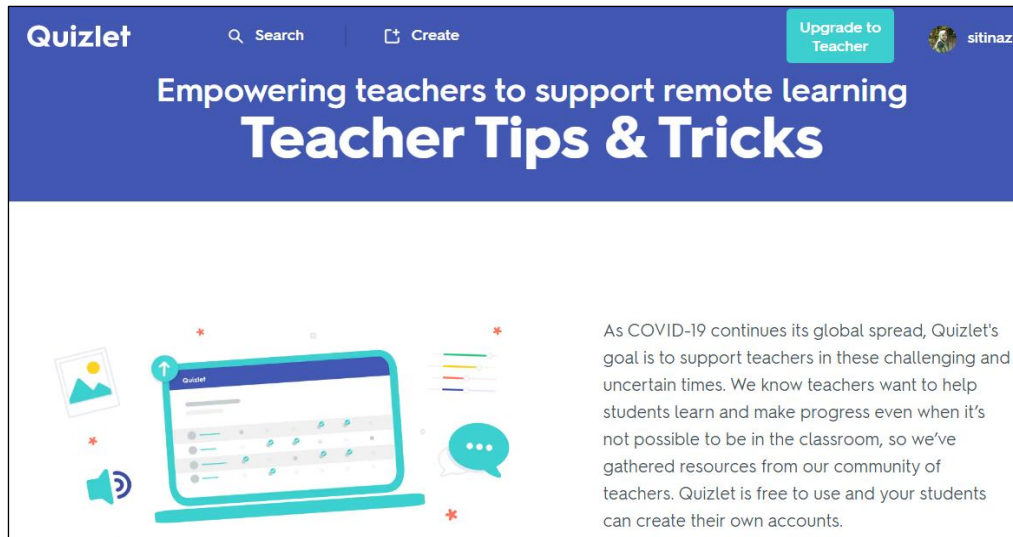 Quizlet
Search
Create
Upgrade to
Teacher
sitinaz
Empowering teachers to support remote learning
Teacher Tips & Tricks
Quizlet
As COVID-19 continues its global spread, Quizlet's
goal is to support teachers in these challenging and
uncertain times. We know teachers want to help
students learn and make progress even when it's
not possible to be in the classroom, so we've
gathered resources from our community of
teachers. Quizlet is free to use and your students
can create their own accounts.